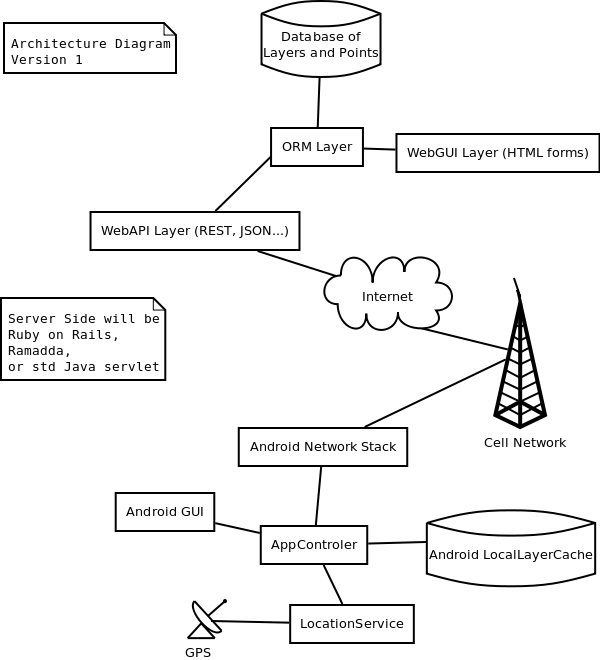 Architecture Diagram
Version 1
Database of
Layers and Points
ORM Layer
WebGUI Layer (HTML forms)
WebAPI Layer (REST, JSON...)
Internet
Server Side will be
Ruby on Rails,
Ramadda,
or std Java servlet
Cell Network
Android Network Stack
Android GUI
AppControler
Android LocalLayerCache
LocationService
GPS